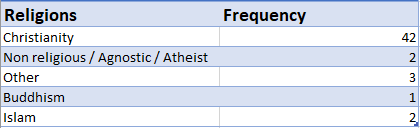 Religions Frequency
Christianity 42
Non religious / Agnostic / Atheist 2
Other 3
Buddhism 1
Islam 2